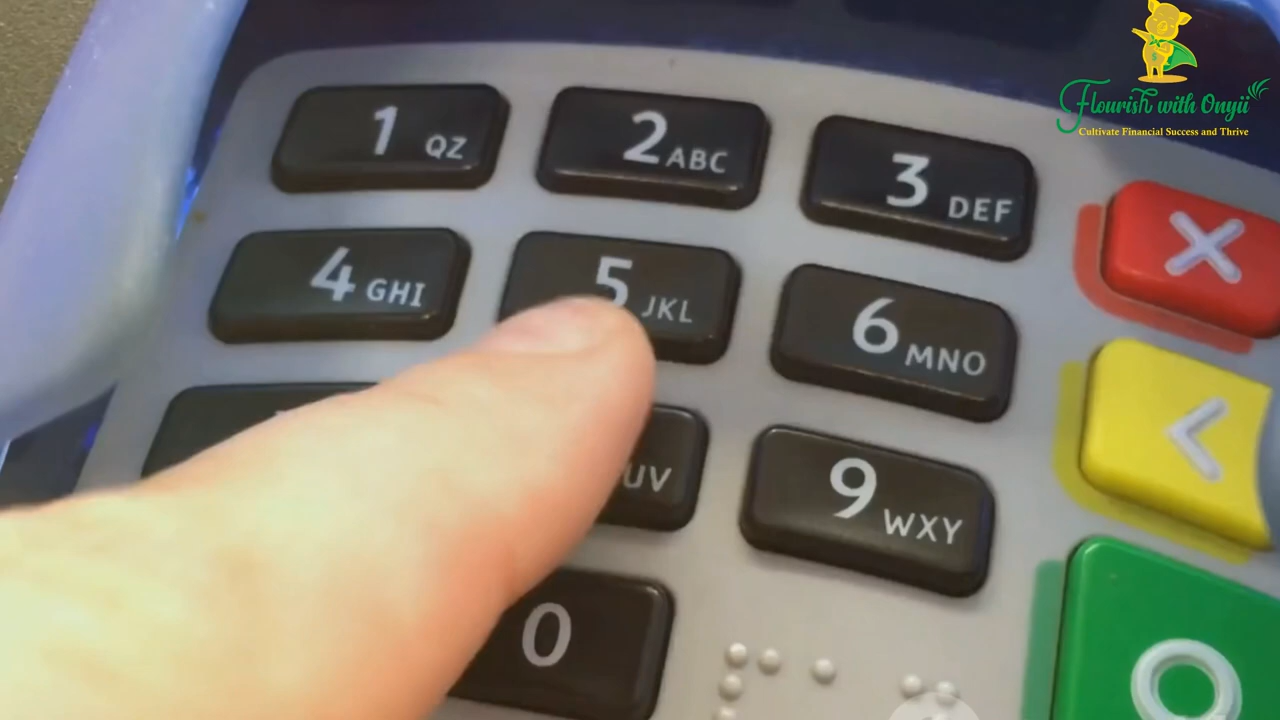 Flourish with Onyii
Cultivate Financial Success and Thrive
1 QZ
2 ABC
3 DEF
4 GHI
5 JKL
6 MNO
UV
9 WXY
0